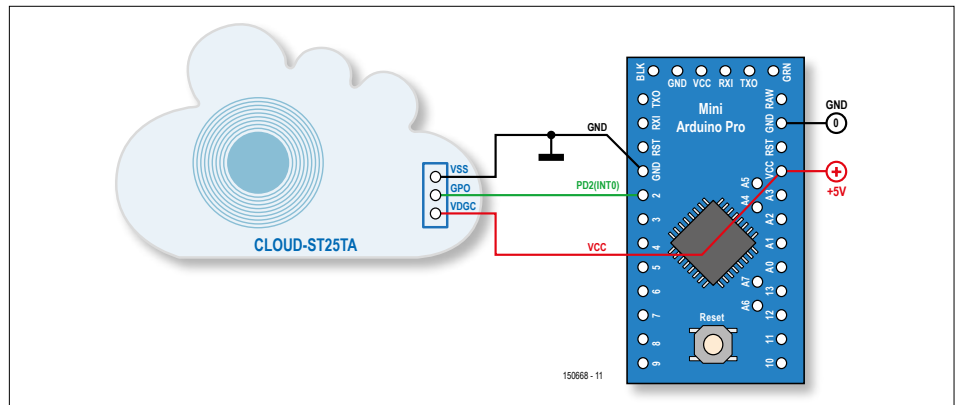 VSS
GPO
VDGC
CLOUD-ST25TA
GND
PD2(INT0)
VCC
BLK
GND
VCC
RXI
TXO
GRN
Mini
Arduino Pro
TXO
RXI
RST
GND
2
3
4
5
6
7
8
9
RAW
GND
RST
VCC
A3
A2
A1
A0
13
12
11
10
A5
A4
A7
A6
Reset
GND
0
+
+5V
150668 - 11